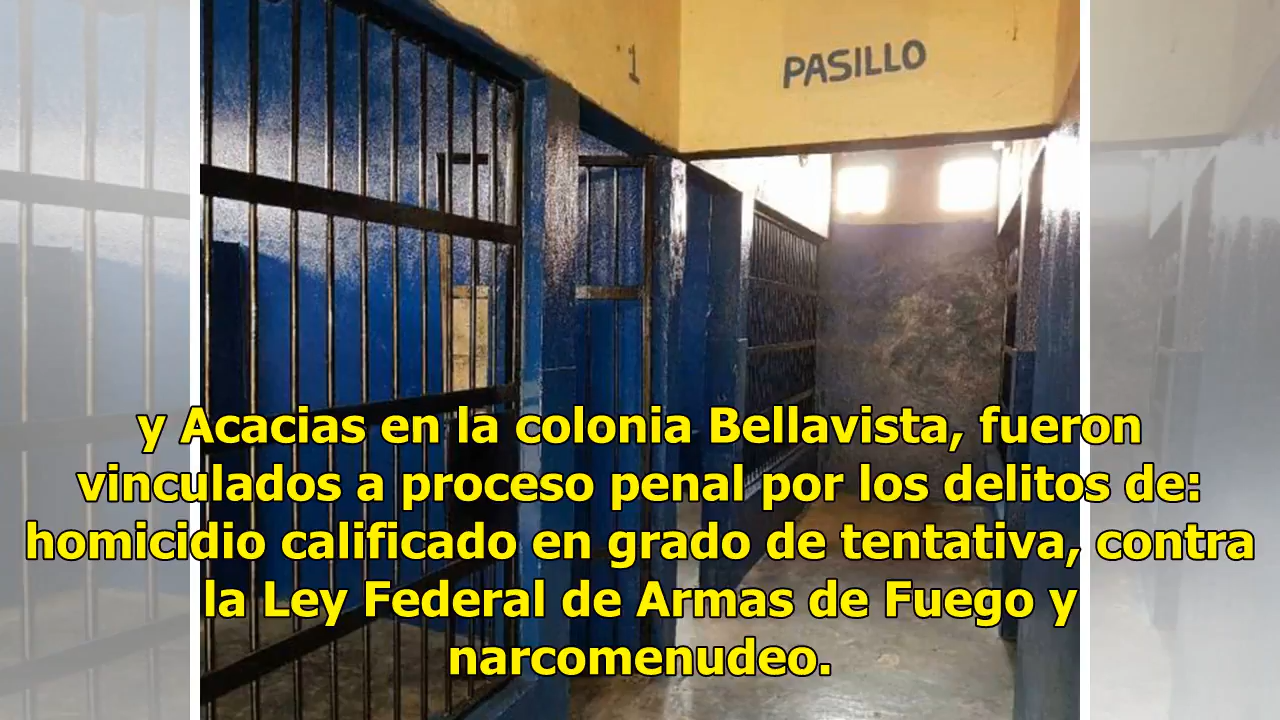 1
PASILLO
y Acacias en la colonia Bellavista, fueron
vinculados a proceso penal por los delitos de:
homicidio calificado en grado de tentativa, contra
la Ley Federal de Armas de Fuego y
narcomenudeo.